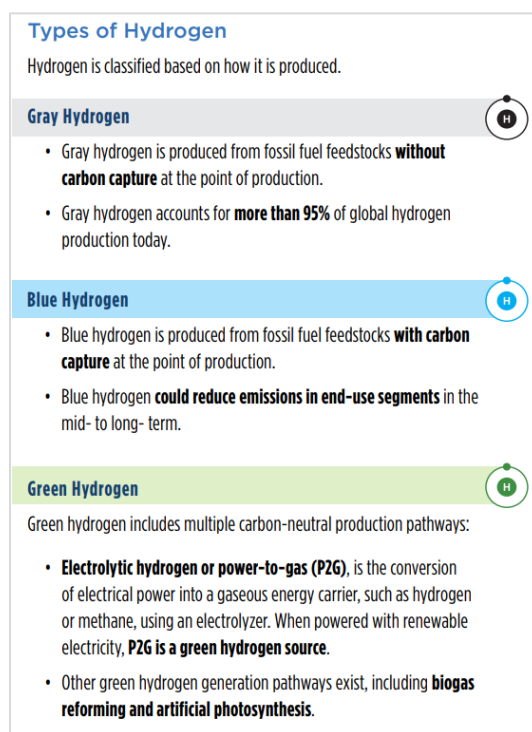 Types of Hydrogen
Hydrogen is classified based on how it is produced.
Gray Hydrogen
H
• Gray hydrogen is produced from fossil fuel feedstocks without
carbon capture at the point of production.
• Gray hydrogen accounts for more than 95% of global hydrogen
production today.
Blue Hydrogen
H
• Blue hydrogen is produced from fossil fuel feedstocks with carbon
capture at the point of production.
• Blue hydrogen could reduce emissions in end-use segments in the
mid- to long- term.
Green Hydrogen
H
Green hydrogen includes multiple carbon-neutral production pathways:
• Electrolytic hydrogen or power-to-gas (P2G), is the conversion
of electrical power into a gaseous energy carrier, such as hydrogen
or methane, using an electrolyzer. When powered with renewable
electricity, P2G is a green hydrogen source.
• Other green hydrogen generation pathways exist, including biogas
reforming and artificial photosynthesis.